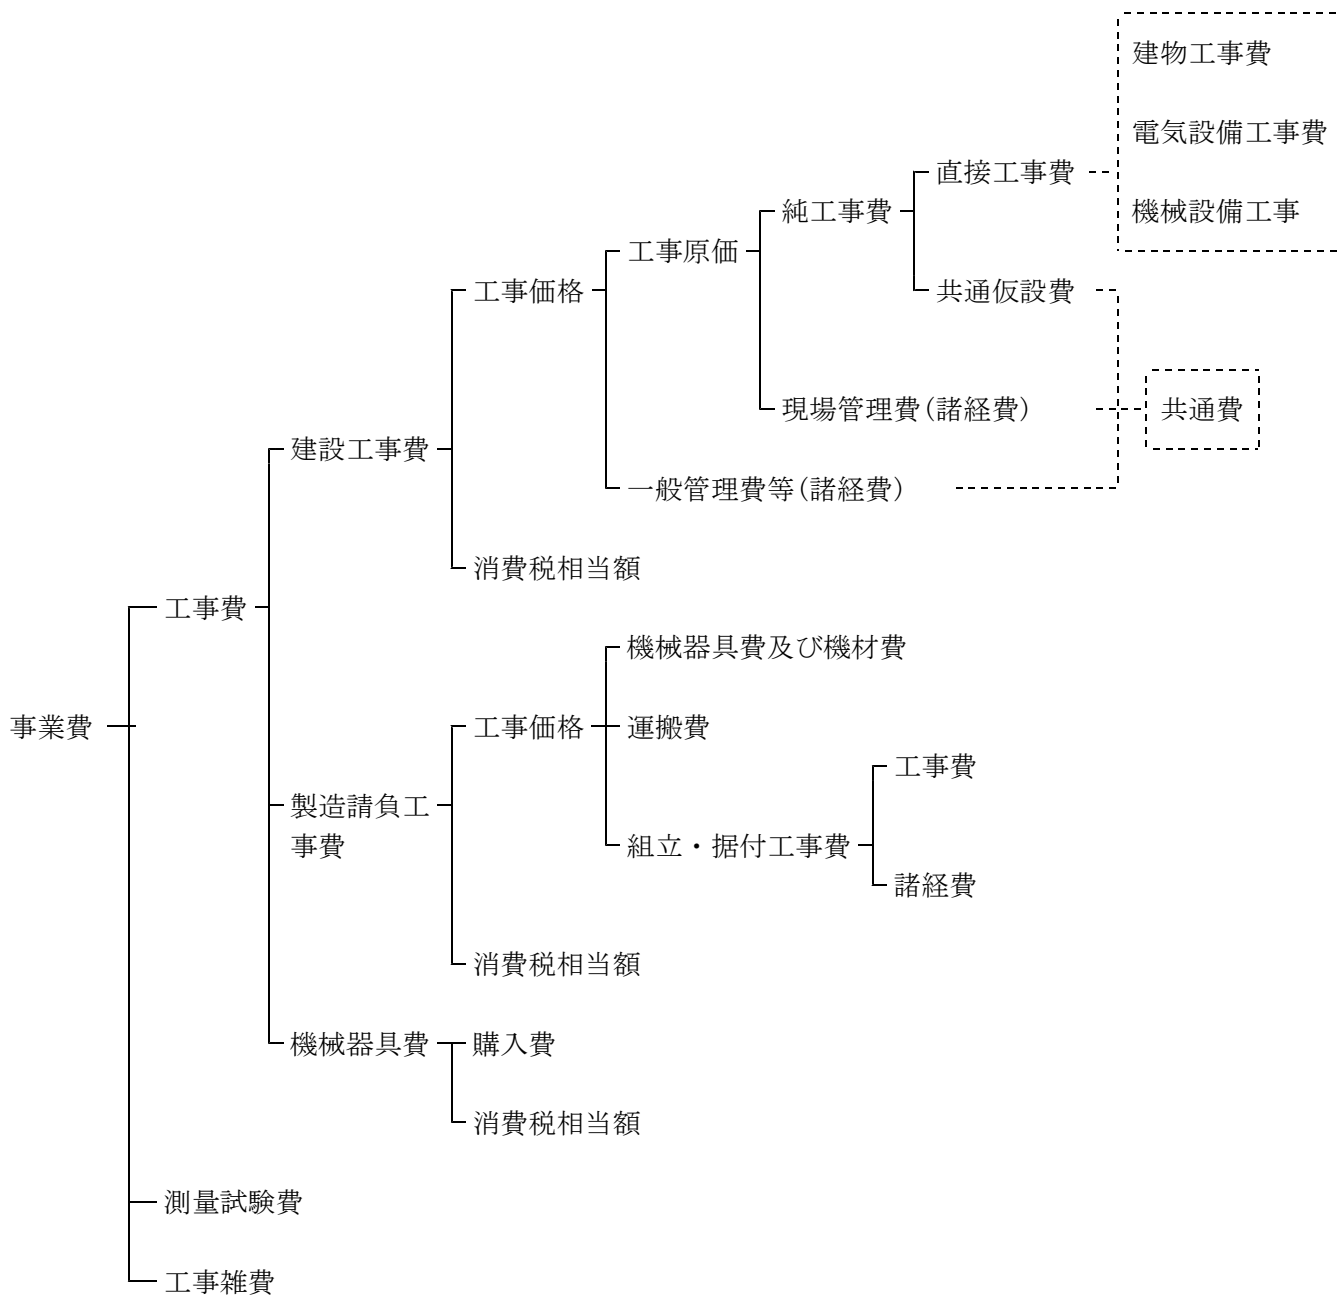 建物工事費
電気設備工事費
直接工事費
純工事費
機械設備工事
工事原価
工事価格
共通仮設費
現場管理費(諸経費)
共通費
建設工事費
一般管理費等(諸経費)
消費税相当額
工事費
機械器具費及び機材費
事業費
工事価格
運搬費
工事費
製造請負工
事費
組立・据付工事費
諸経費
消費税相当額
機械器具費
購入費
消費税相当額
測量試験費
工事雑費